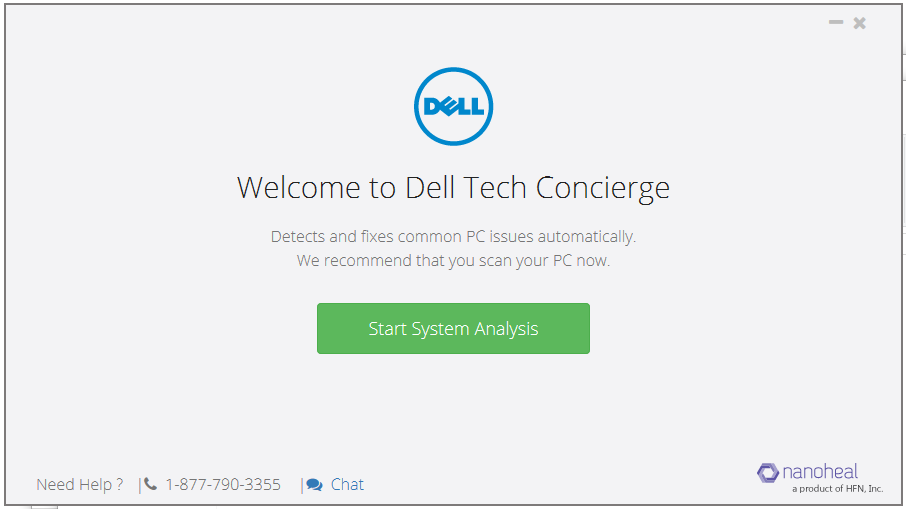 DELL
Welcome to Dell Tech Concierge
Detects and fixes common PC issues automatically.
We recommend that you scan your PC now.
Start System Analysis
Need Help ? | 1-877-790-3355 | Chat
nanoheal
a product of HFN, Inc.